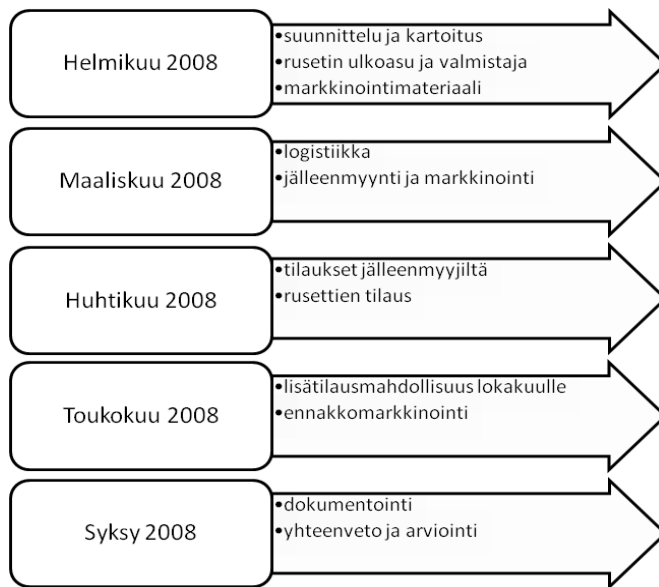 Helmikuu 2008
•suunnittelu ja kartoitus
•rusetin ulkoasu ja valmistaja
•markkinointimateriaali
Maaliskuu 2008
•logistiikka
•jälleenmyynti ja markkinointi
Huhtikuu 2008
•tilaukset jälleenmyyjiltä
•rusettien tilaus
Toukokuu 2008
•lisätilausmahdollisuus lokakuulle
•ennakkomarkkinointi
Syksy 2008
•dokumentointi
•yhteenveto ja arviointi